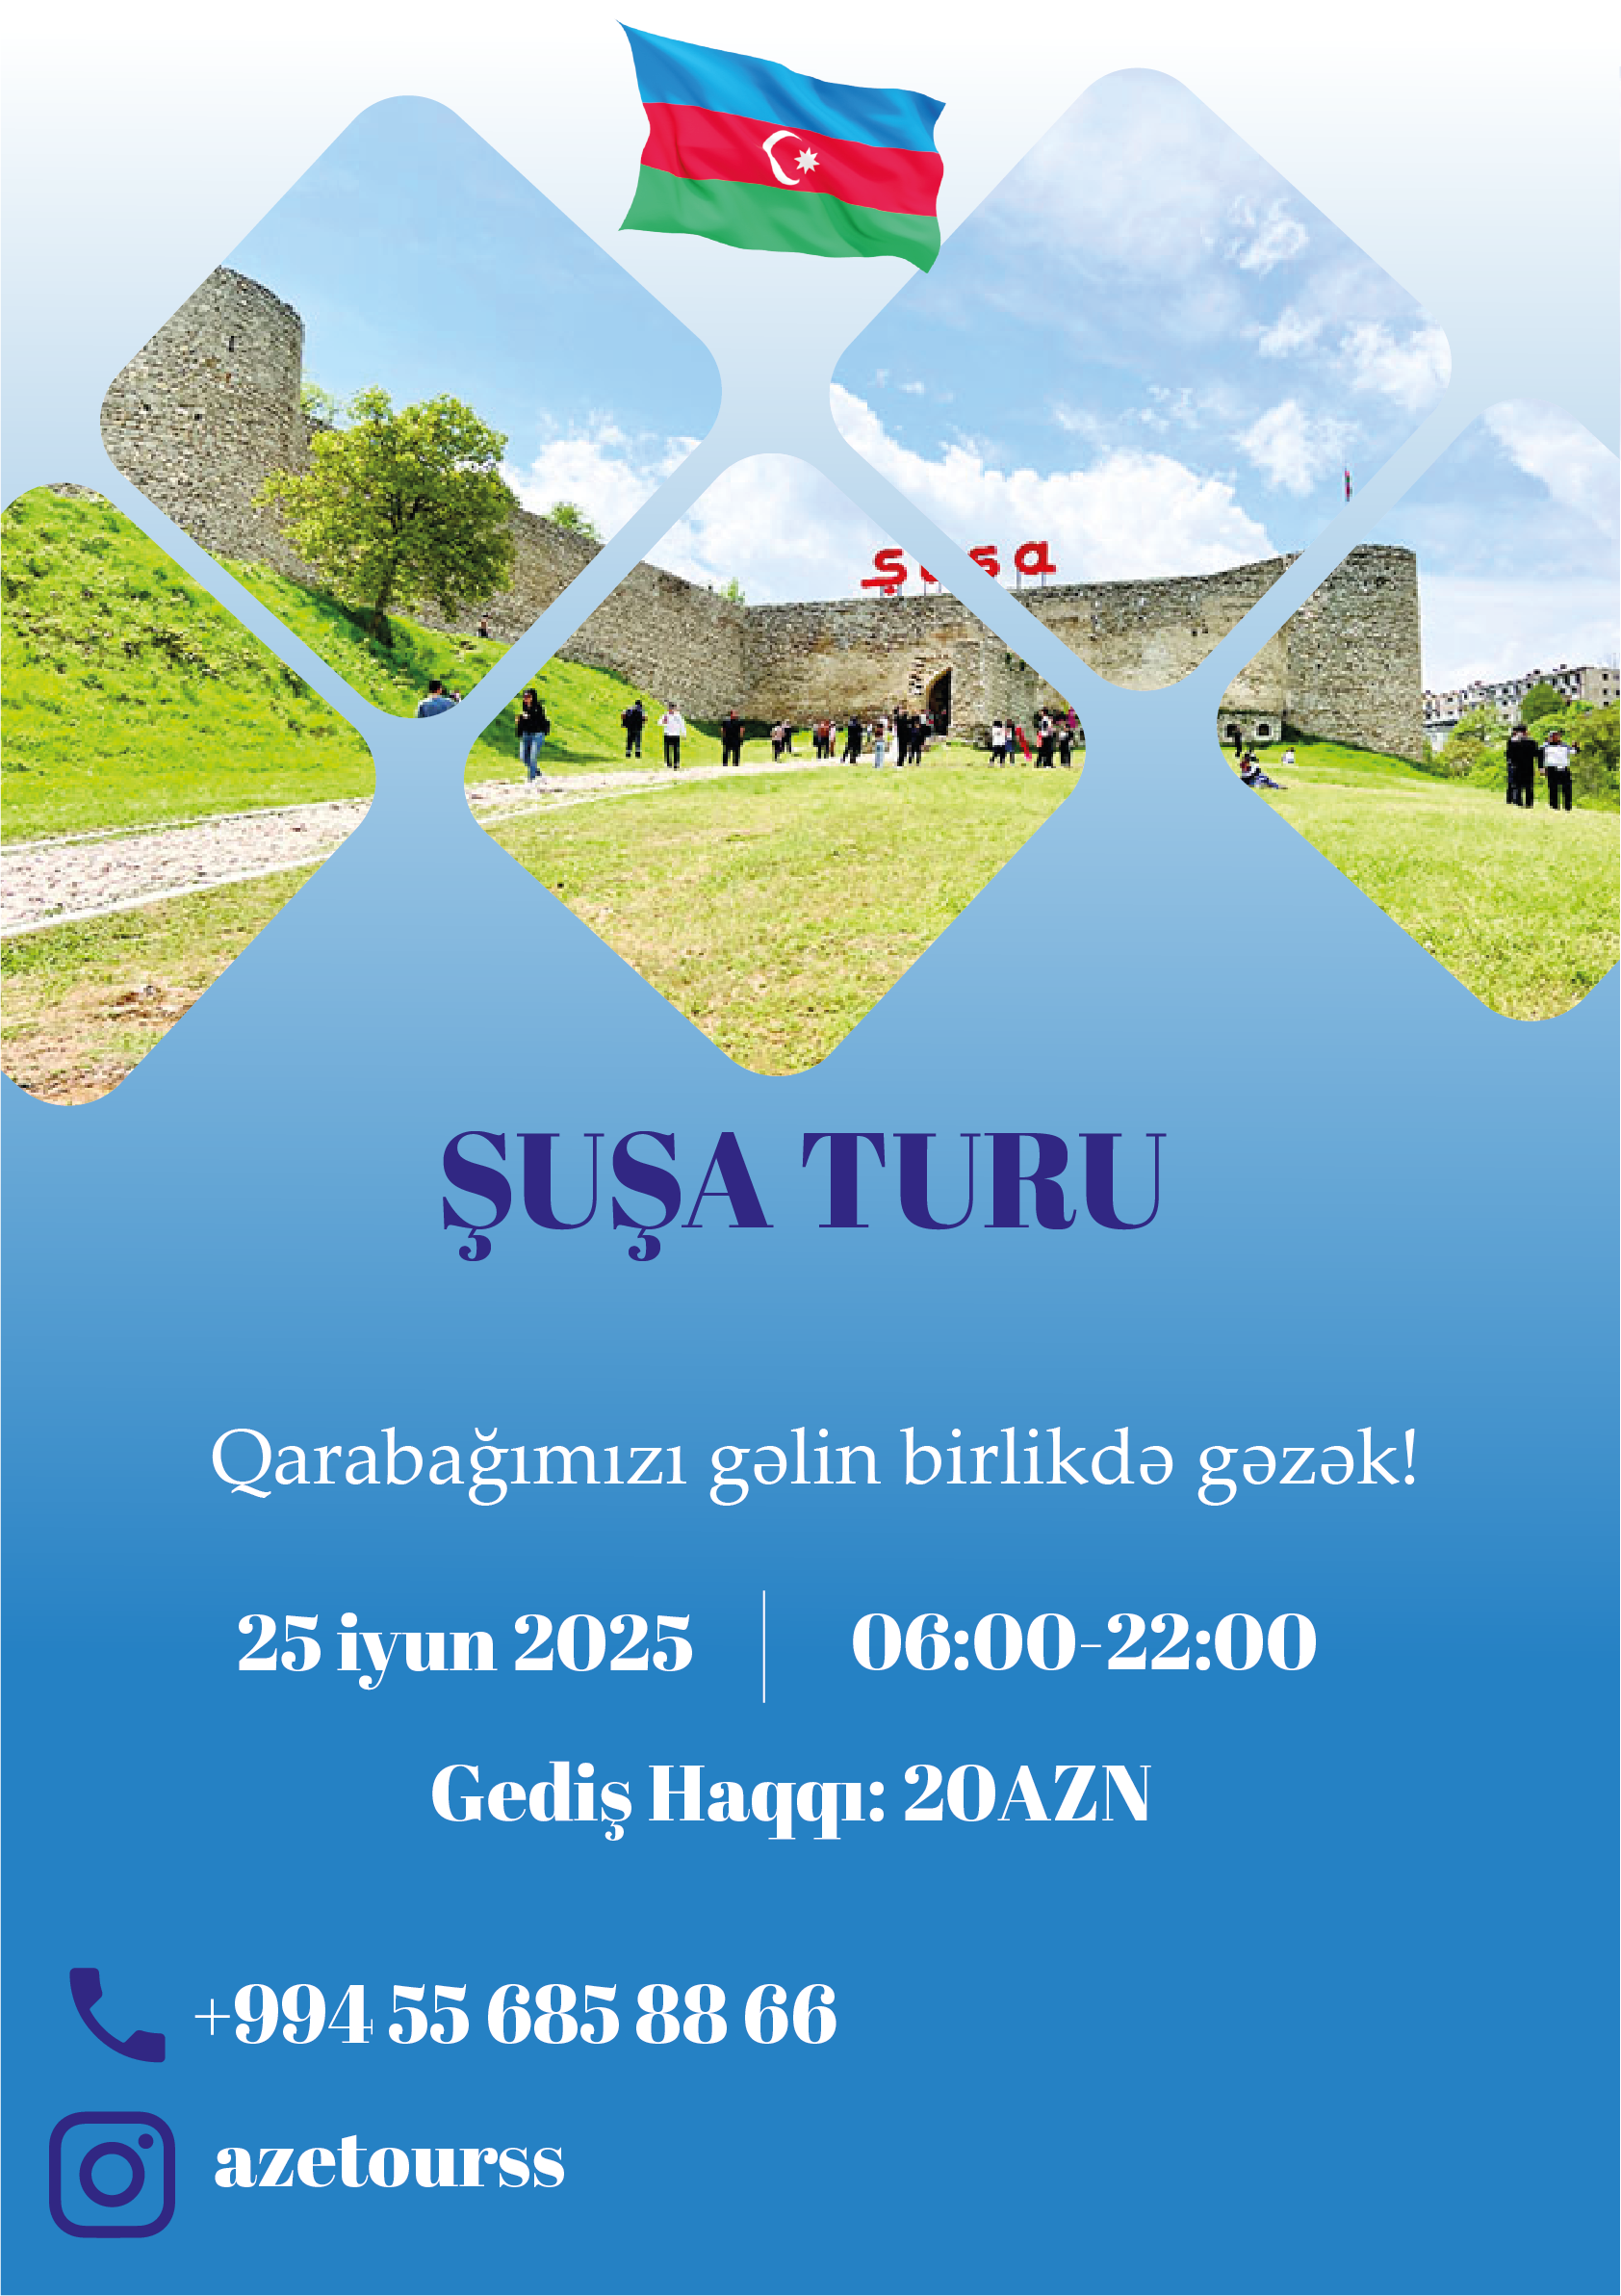 Şuşa
ŞUŞA TURU
Qarabağımızı gəlin birlikdə gəzək!
25 iyun 2025
06:00-22:00
Gediş Haqqı: 20AZN
+994 55 685 88 66
azetourss